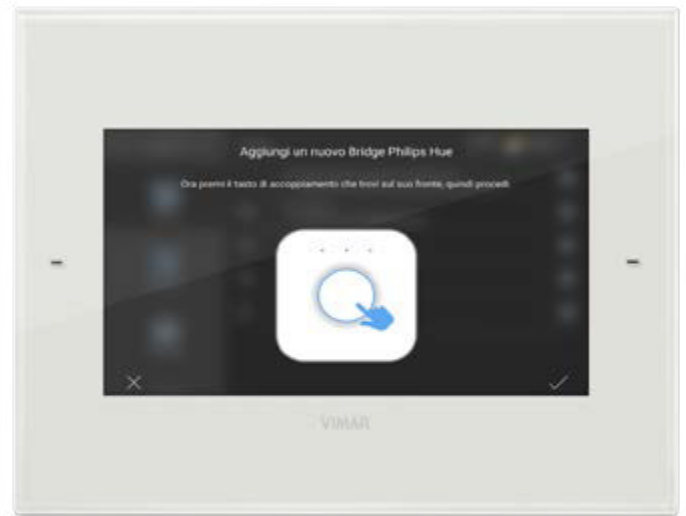 Aggiungi un nuovo Bridge Philips Hue
Ora premi il tasto di accoppiamento che trovi sul suo fronte, quindi procedi
VIMAR